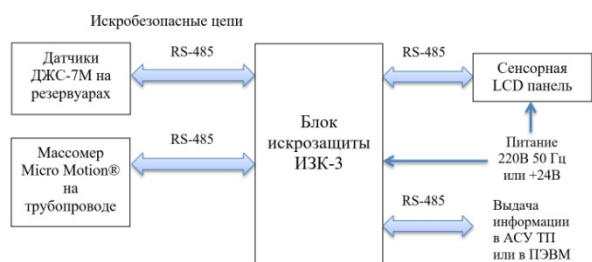 Искробезопасные цепи
RS-485
RS-485
Датчики
ДЖС-7М на
резервуарах
Сенсорная
LCD панель
RS-485
Массомер
Micro Motion®
на
трубопроводе
Блок
искрозащиты
ИЗК-3
Питание
220В 50 Гц
или +24В
RS-485
Выдача
информации
в АСУ ТП
или в ПЭВМ